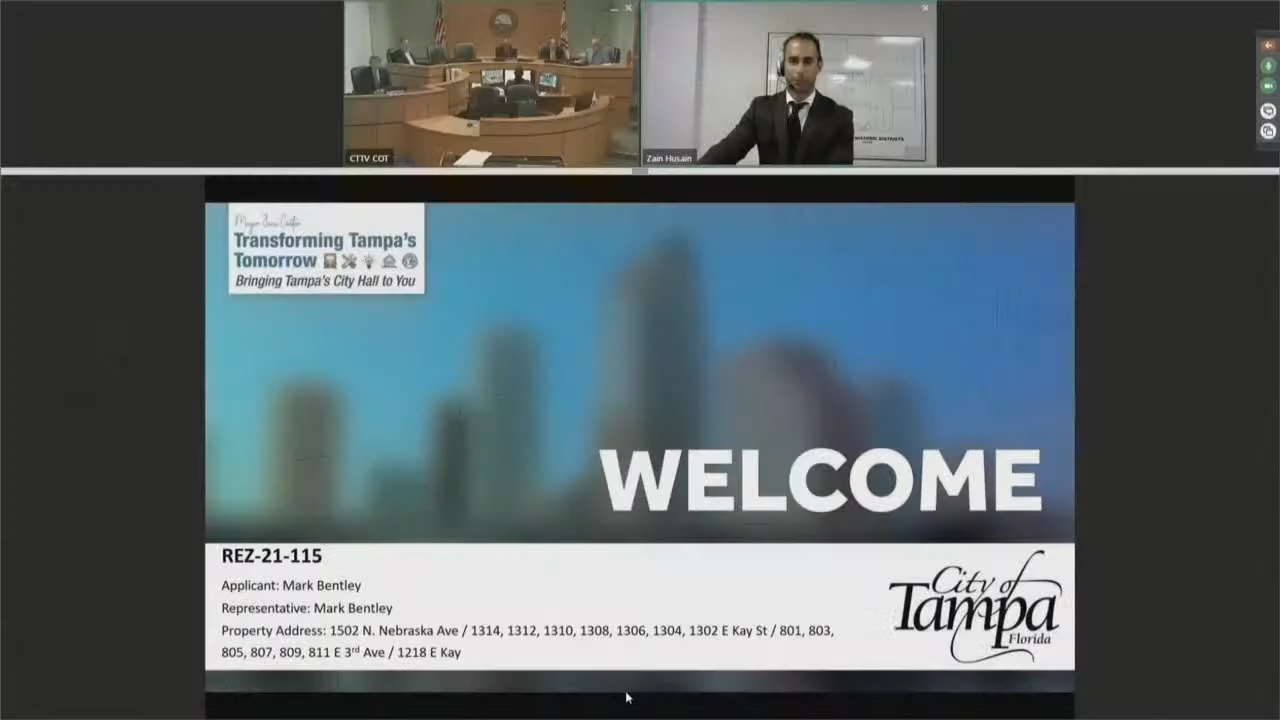 CTTV COT
Zain Husain
Transforming Tampa's
Tomorrow
Bringing Tampa's City Hall to You
WELCOME
REZ-21-115
Applicant: Mark Bentley
Representative: Mark Bentley
Property Address: 1502 N. Nebraska Ave / 1314, 1312, 1310, 1308, 1306, 1304, 1302 E Kay St / 801, 803,
805, 807, 809, 811 E 3rd Ave / 1218 E Kay
City of
Tampa
Florida